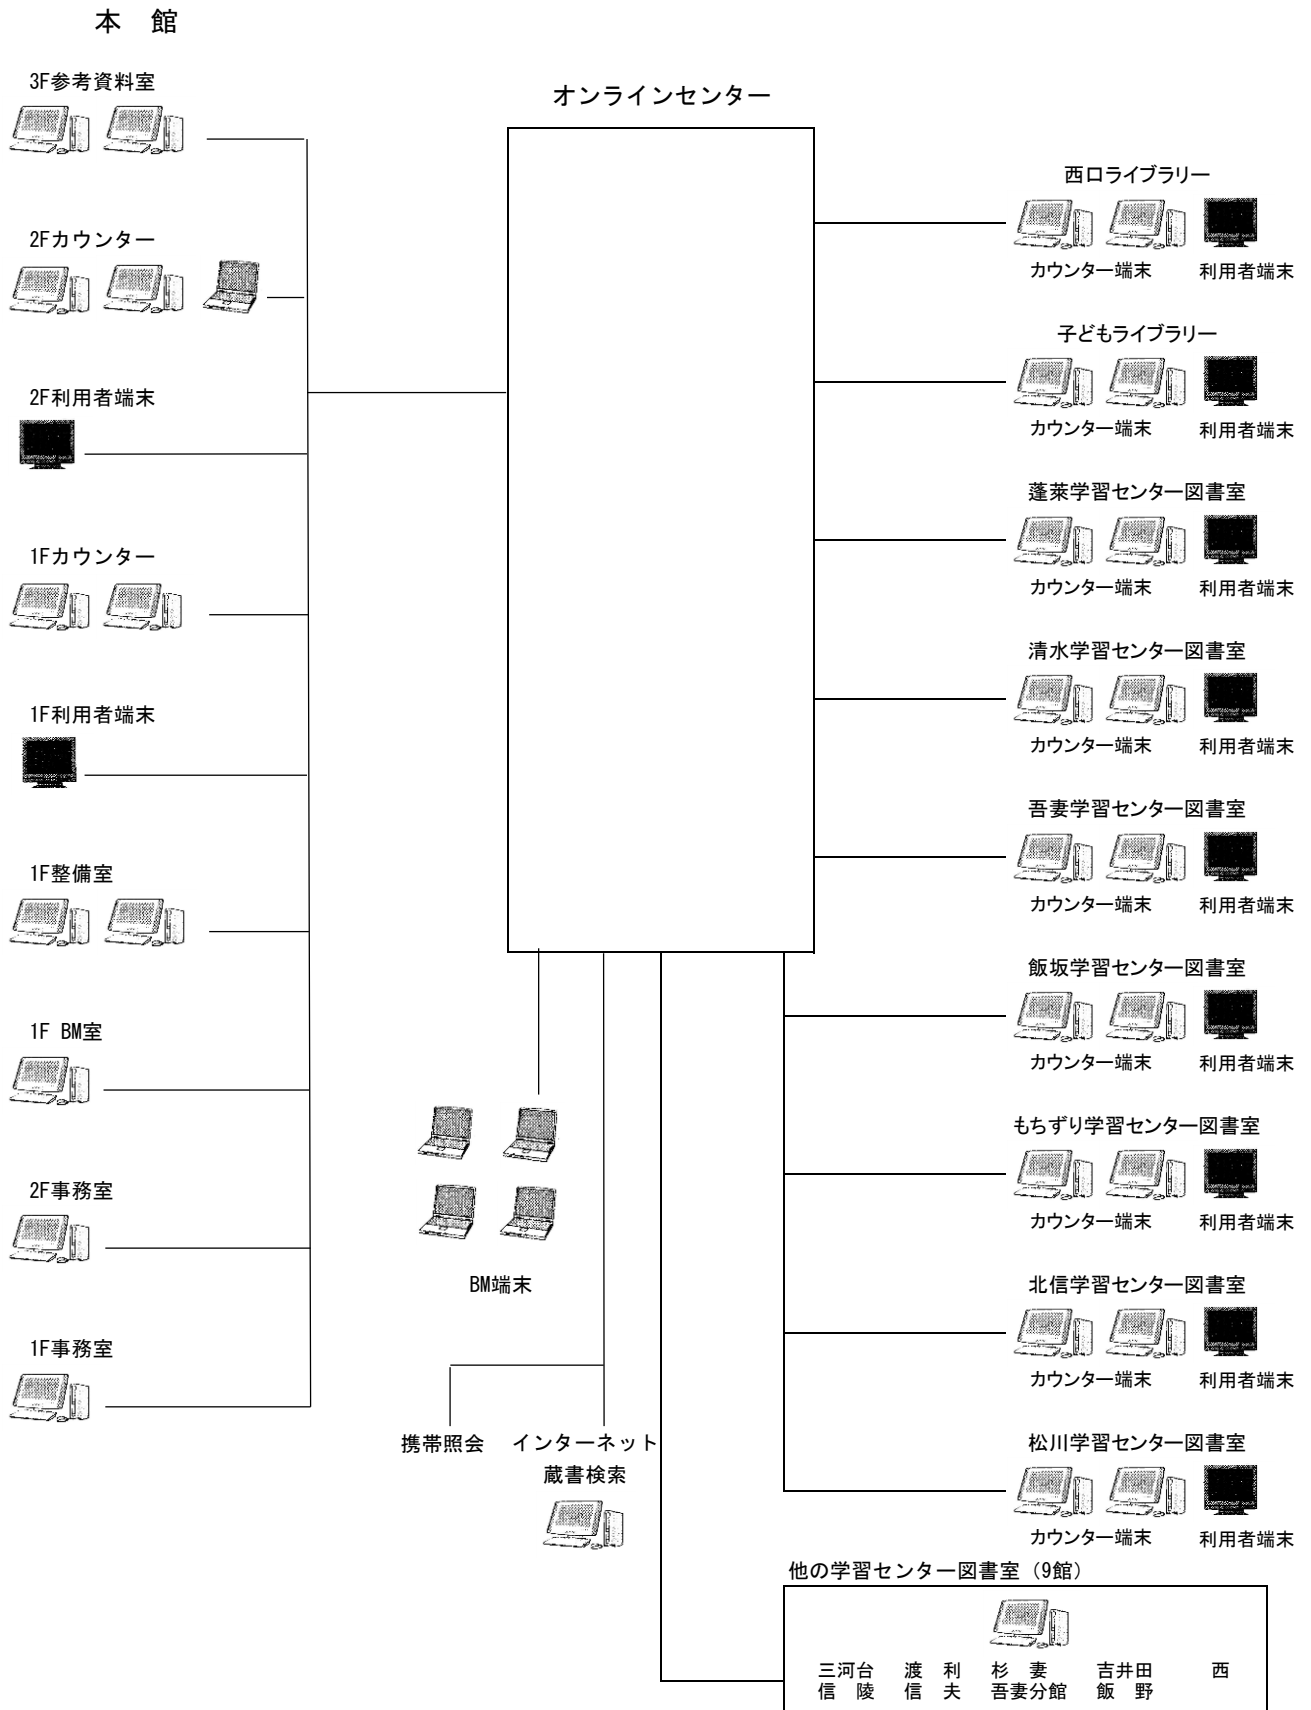 本　館
3F参考資料室
2Fカウンター
2F利用者端末
1Fカウンター
1F利用者端末
1F整備室
1F BM室
2F事務室
1F事務室
オンラインセンター
BM端末
携帯照会
インターネット
蔵書検索
西口ライブラリー
カウンター端末　利用者端末
子どもライブラリー
カウンター端末　利用者端末
蓬莱学習センター図書室
カウンター端末　利用者端末
清水学習センター図書室
カウンター端末　利用者端末
吾妻学習センター図書室
カウンター端末　利用者端末
飯坂学習センター図書室
カウンター端末　利用者端末
もちずり学習センター図書室
カウンター端末　利用者端末
北信学習センター図書室
カウンター端末　利用者端末
松川学習センター図書室
カウンター端末　利用者端末
他の学習センター図書室（9館）
三河台　渡　利　杉　妻　吉井田　西
信　陵　信　夫　吾妻分館　飯　野